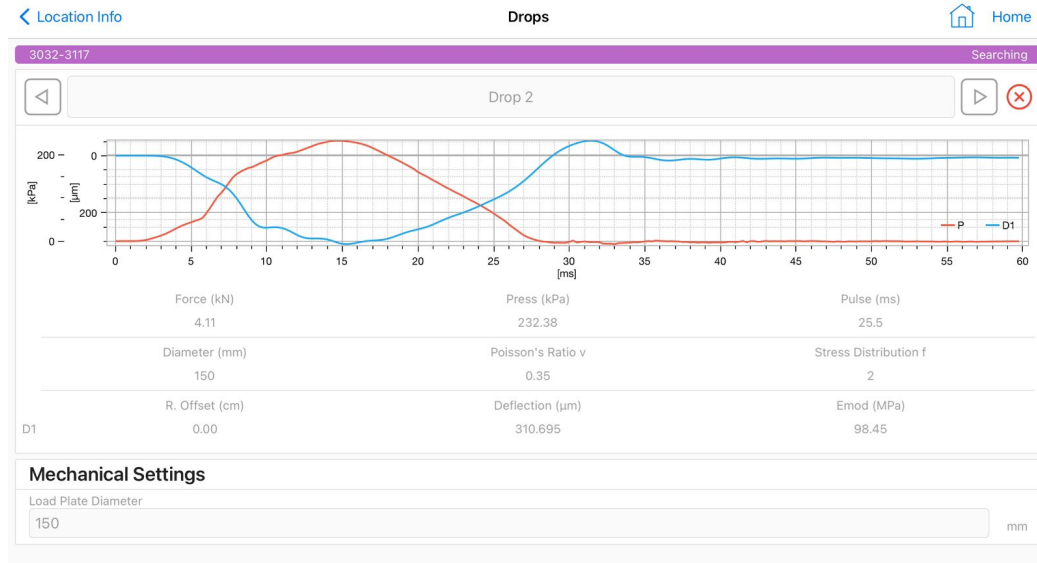 Location Info Drops Home
3032-3117 Searching
Drop 2
200 0
[kPa] [µm]
200
0
P D1
0 5 10 15 20 25 30 35 40 45 50 55 60
[ms]
Force (kN) Press (kPa) Pulse (ms)
4.11 232.38 25.5
Diameter (mm) Poisson's Ratio v Stress Distribution f
150 0.35 2
R. Offset (cm) Deflection (µm) Emod (MPa)
D1 0.00 310.695 98.45
Mechanical Settings
Load Plate Diameter
150 mm